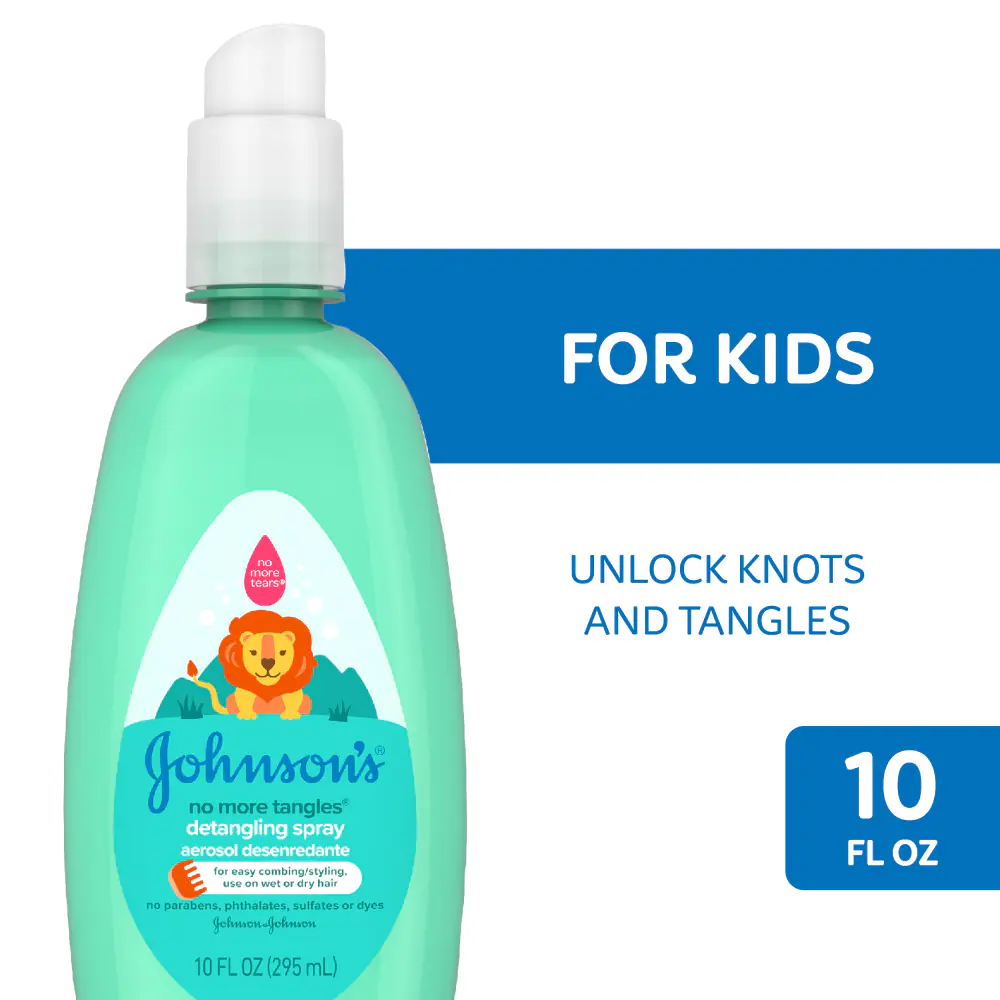 FOR KIDS
UNLOCK KNOTS
AND TANGLES
10
FL OZ
no
more
tears®
Johnson's®
no more tangles®
detangling spray
aerosol desenredante
for easy combing/styling,
use on wet or dry hair
no parabens, phthalates, sulfates or dyes
Johnson&Johnson
10 FL OZ (295 mL)